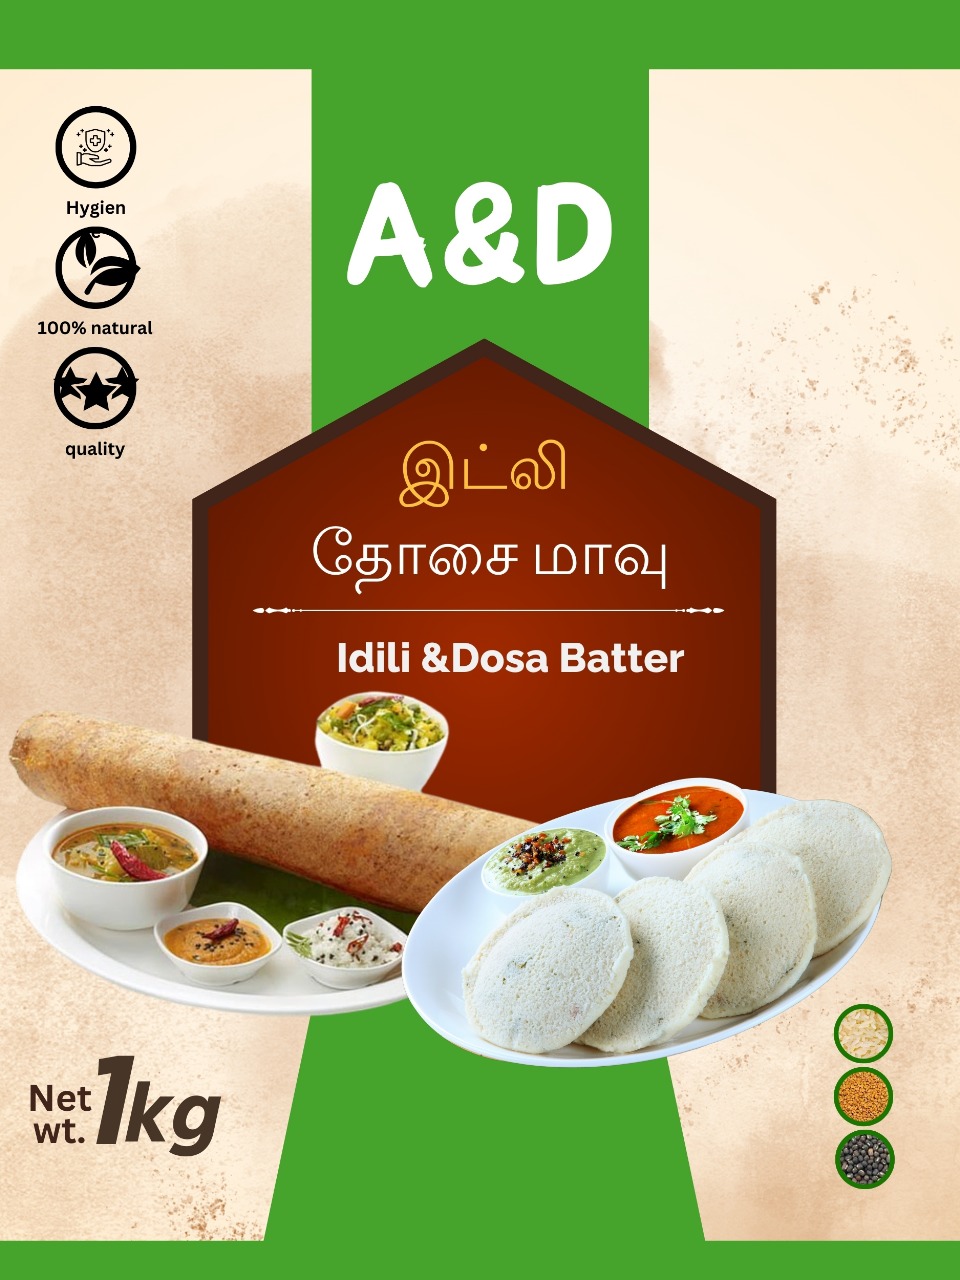 A&D
Hygien
100% natural
quality
இட்லி
தோசை மாவு
Idili &Dosa Batter
Net
wt. 1kg